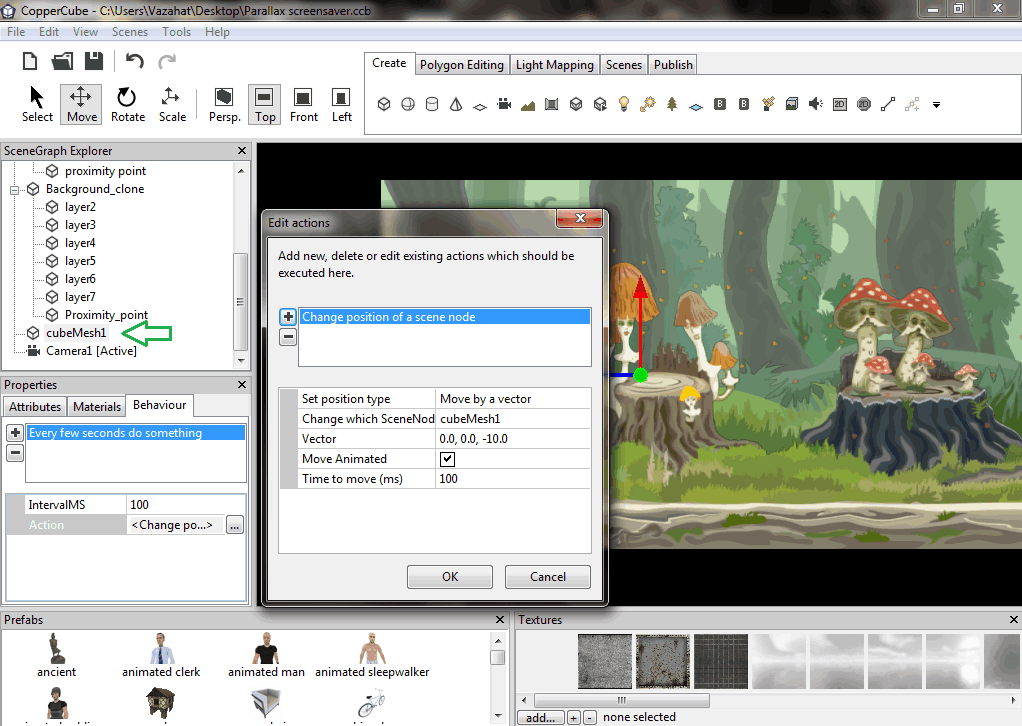 CopperCube - C:\Users\Vazahat\Desktop\Parallax screensaver.ccb
File Edit View Scenes Tools Help
Create Polygon Editing Light Mapping Scenes Publish
Select Move Rotate Scale Persp. Top Front Left
B B 2D 2D
SceneGraph Explorer
proximity point
Background_clone
layer2
layer3
layer4
layer5
layer6
layer7
Proximity_point
cubeMesh1
Camera1 [Active]
Properties
Attributes Materials Behaviour
Every few seconds do something
IntervalMS 100
Action <Change po...> ...
Edit actions
Add new, delete or edit existing actions which should be
executed here.
Change position of a scene node
Set position type Move by a vector
Change which SceneNod cubeMesh1
Vector 0.0, 0.0, -10.0
Move Animated
Time to move (ms) 100
OK Cancel
Prefabs
ancient animated clerk animated man animated sleepwalker
Textures
add... + - none selected